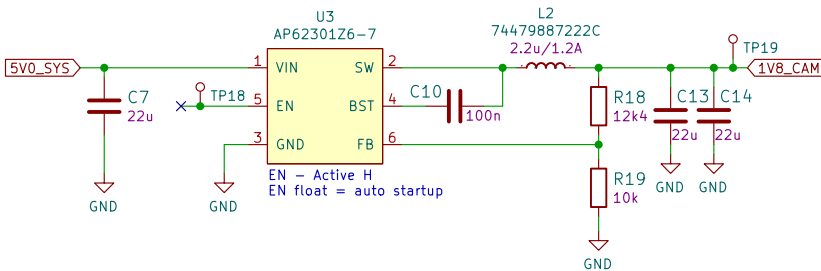 U3
AP62301Z6-7
L2
74479887222C
2.2u/1.2A
TP19
5V0_SYS
1
VIN
SW
2
1V8_CAM
C7
22u
TP18
5
EN
BST
4
C10
100n
R18
12k4
C13
22u
C14
22u
3
GND
FB
6
GND
GND
EN - Active H
EN float = auto startup
R19
10k
GND
GND
GND